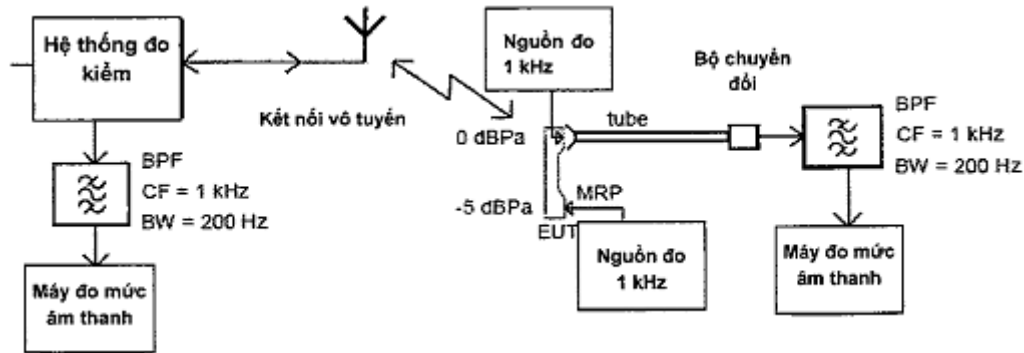 Hệ thống đo
kiểm
Kết nối vô tuyến
BPF
CF = 1 kHz
BW = 200 Hz
Máy đo mức
âm thanh
Nguồn đo
1 kHz
0 dBPa
-5 dBPa
EUT
MRP
Nguồn đo
1 kHz
tube
Bộ chuyển
đổi
BPF
CF = 1 kHz
BW = 200 Hz
Máy đo mức
âm thanh